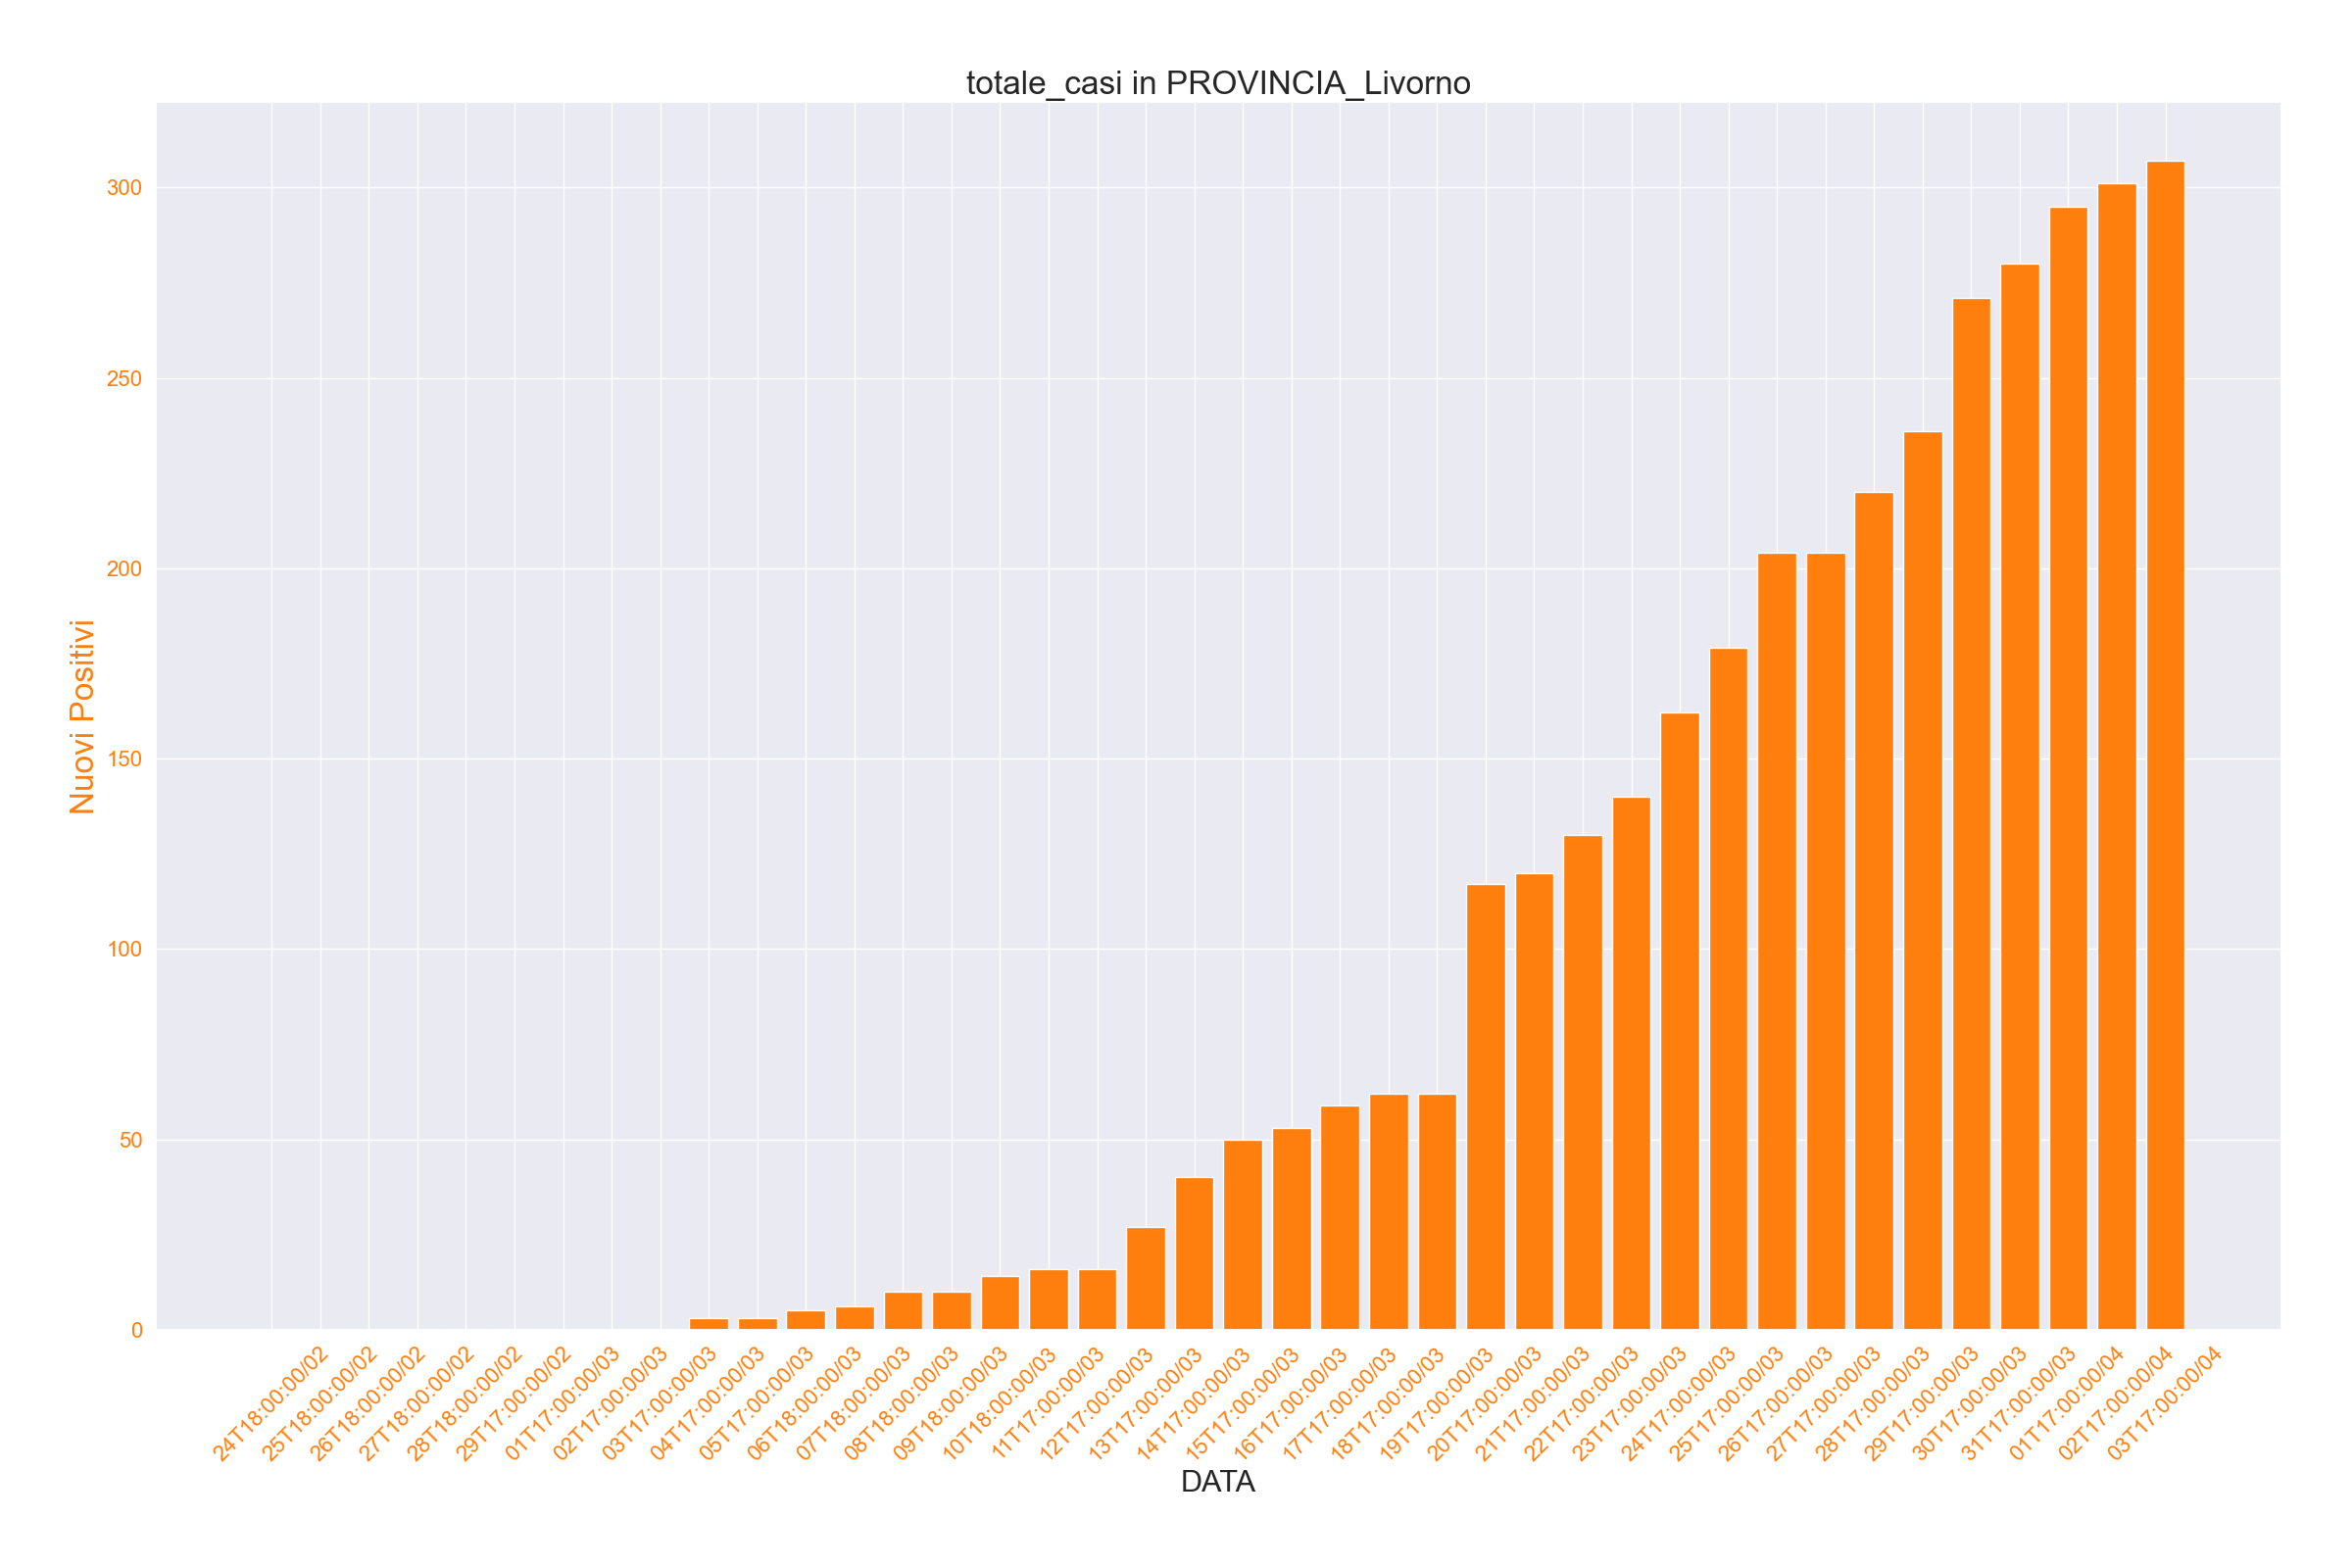 totale_casi in PROVINCIA_Livorno
Nuovi Positivi
300
250
200
150
100
50
0
24T18:00:00/02
25T18:00:00/02
26T18:00:00/02
27T18:00:00/02
28T18:00:00/02
29T17:00:00/02
01T17:00:00/03
02T17:00:00/03
03T17:00:00/03
04T17:00:00/03
05T17:00:00/03
06T18:00:00/03
07T18:00:00/03
08T18:00:00/03
09T18:00:00/03
10T18:00:00/03
11T17:00:00/03
12T17:00:00/03
13T17:00:00/03
14T17:00:00/03
15T17:00:00/03
16T17:00:00/03
17T17:00:00/03
18T17:00:00/03
19T17:00:00/03
20T17:00:00/03
21T17:00:00/03
22T17:00:00/03
23T17:00:00/03
24T17:00:00/03
25T17:00:00/03
26T17:00:00/03
27T17:00:00/03
28T17:00:00/03
29T17:00:00/03
30T17:00:00/03
31T17:00:00/03
01T17:00:00/04
02T17:00:00/04
03T17:00:00/04
DATA